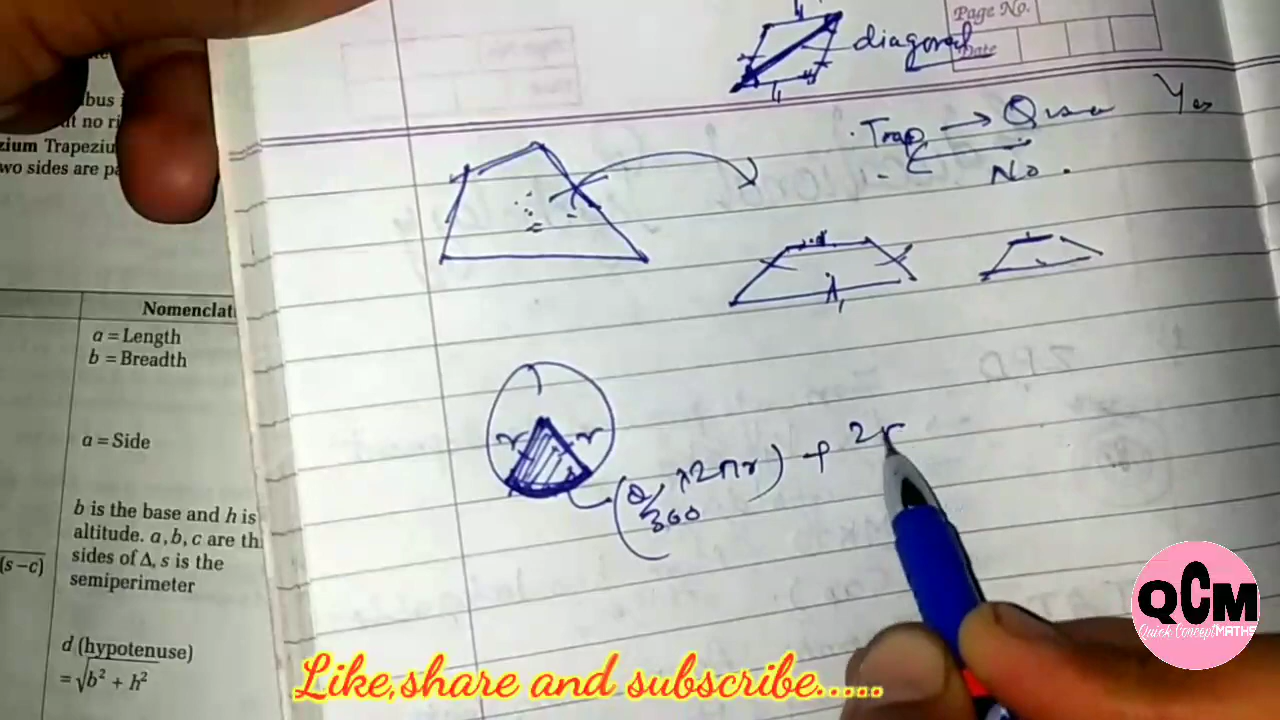 Page No.
Date
diagonal
Trap → Qua Yes
No.
zium Trapeziu
wo sides are pa
Nomenclat
a = Length
b = Breadth
a = Side
b is the base and h is
altitude. a, b, c are th
sides of Δ, s is the
semiperimeter
(s−c)
d (hypotenuse)
= √b² + h²
r r
(θ/360 × 2πr) + 2r
QCM
Quick Concept MATHS
Like,share and subscribe.....